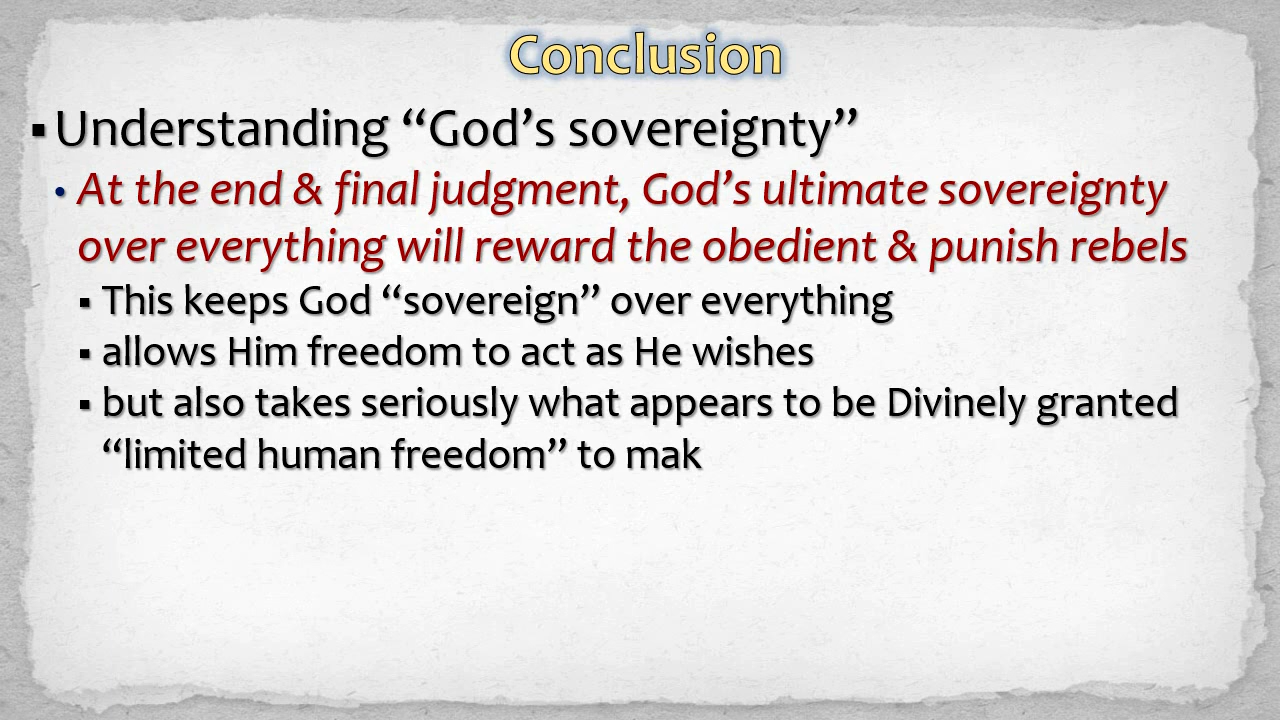 Conclusion
▪ Understanding “God’s sovereignty”
• At the end & final judgment, God’s ultimate sovereignty
over everything will reward the obedient & punish rebels
▪ This keeps God “sovereign” over everything
▪ allows Him freedom to act as He wishes
▪ but also takes seriously what appears to be Divinely granted
“limited human freedom” to mak